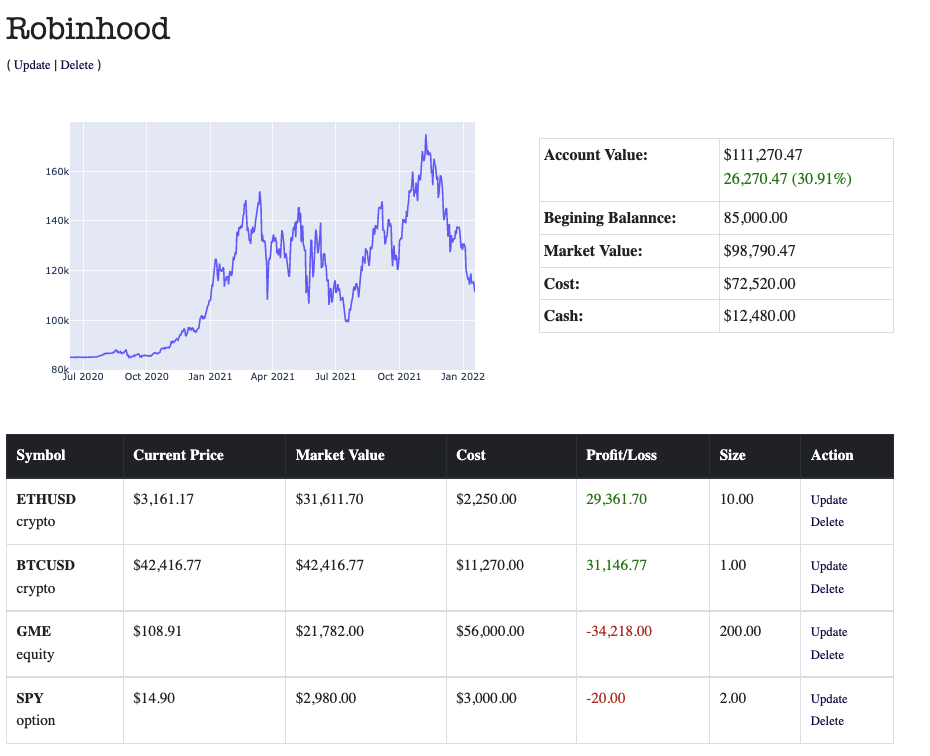 Robinhood
( Update | Delete )
160k
140k
120k
100k
80k
Jul 2020 Oct 2020 Jan 2021 Apr 2021 Jul 2021 Oct 2021 Jan 2022
Account Value: $111,270.47
26,270.47 (30.91%)
Begining Balannce: 85,000.00
Market Value: $98,790.47
Cost: $72,520.00
Cash: $12,480.00
Symbol Current Price Market Value Cost Profit/Loss Size Action
ETHUSD $3,161.17 $31,611.70 $2,250.00 29,361.70 10.00 Update
crypto Delete
BTCUSD $42,416.77 $42,416.77 $11,270.00 31,146.77 1.00 Update
crypto Delete
GME $108.91 $21,782.00 $56,000.00 -34,218.00 200.00 Update
equity Delete
SPY $14.90 $2,980.00 $3,000.00 -20.00 2.00 Update
option Delete